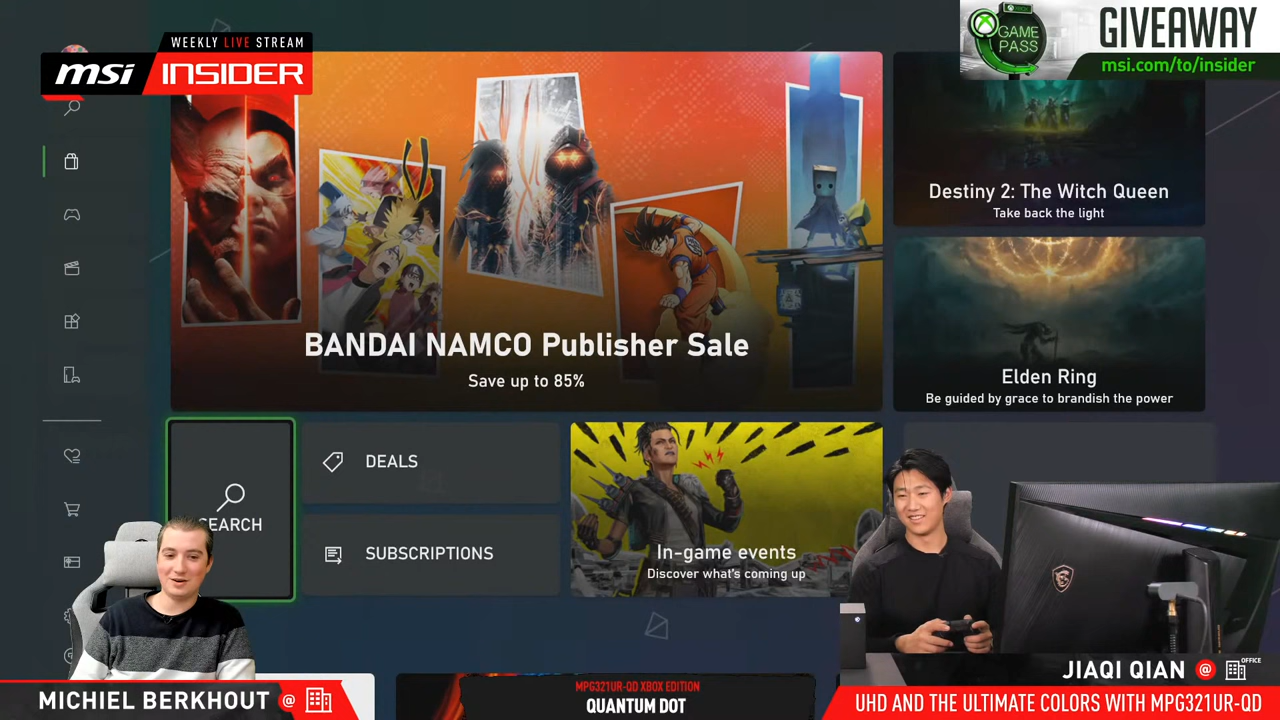 WEEKLY LIVE STREAM
msi INSIDER
XBOX
GAME
PASS
GIVEAWAY
msi.com/to/insider
BANDAI NAMCO Publisher Sale
Save up to 85%
Destiny 2: The Witch Queen
Take back the light
Elden Ring
Be guided by grace to brandish the power
SEARCH
DEALS
SUBSCRIPTIONS
In-game events
Discover what's coming up
MICHIEL BERKHOUT @
MPG321UR-QD XBOX EDITION
QUANTUM DOT
JIAQI QIAN @ OFFICE
UHD AND THE ULTIMATE COLORS WITH MPG321UR-QD